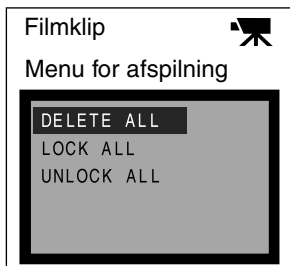 Filmklip
Menu for afspilning
DELETE ALL
LOCK ALL
UNLOCK ALL